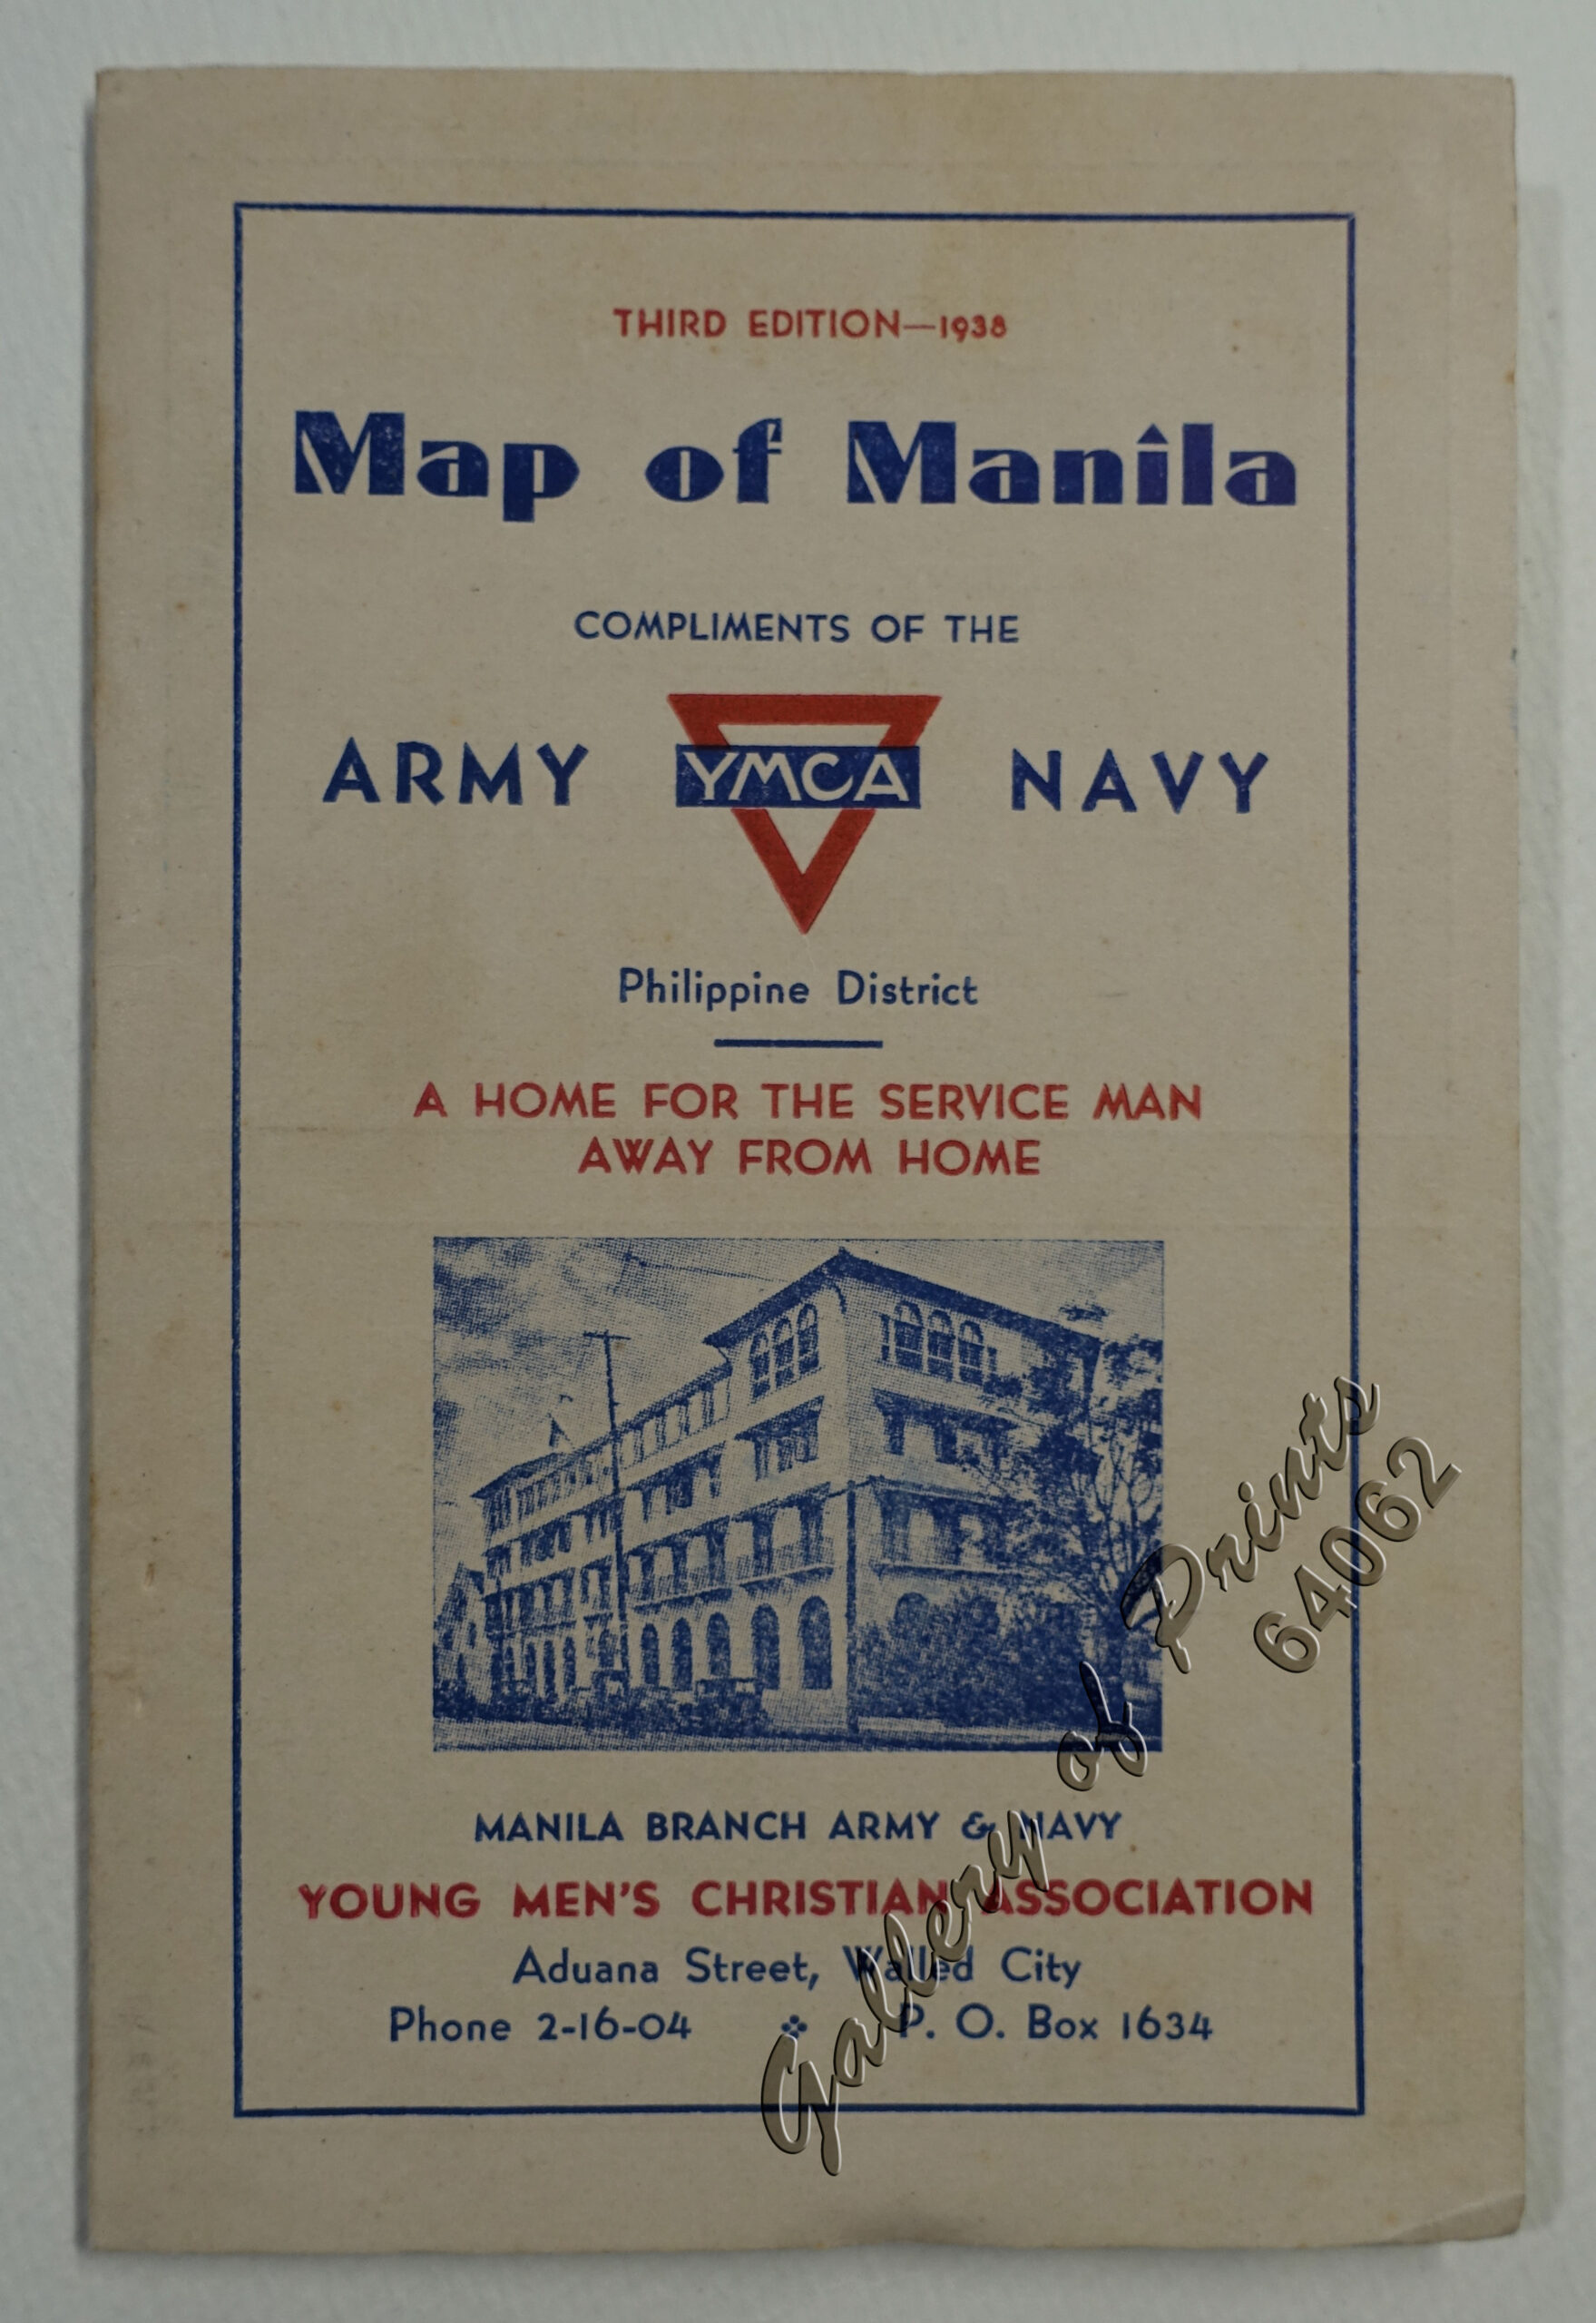 THIRD EDITION—1938
Map of Manila
COMPLIMENTS OF THE
ARMY YMCA NAVY
Philippine District
A HOME FOR THE SERVICE MAN
AWAY FROM HOME
MANILA BRANCH ARMY & NAVY
YOUNG MEN'S CHRISTIAN ASSOCIATION
Aduana Street, Walled City
Phone 2-16-04 P. O. Box 1634
Gallery of Prints
64062